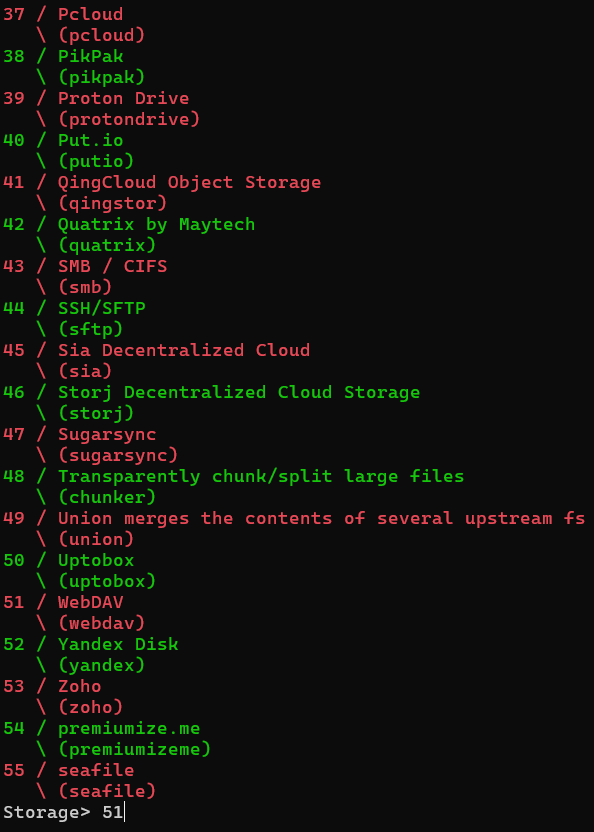 37 / Pcloud
   \ (pcloud)
38 / PikPak
   \ (pikpak)
39 / Proton Drive
   \ (protondrive)
40 / Put.io
   \ (putio)
41 / QingCloud Object Storage
   \ (qingstor)
42 / Quatrix by Maytech
   \ (quatrix)
43 / SMB / CIFS
   \ (smb)
44 / SSH/SFTP
   \ (sftp)
45 / Sia Decentralized Cloud
   \ (sia)
46 / Storj Decentralized Cloud Storage
   \ (storj)
47 / Sugarsync
   \ (sugarsync)
48 / Transparently chunk/split large files
   \ (chunker)
49 / Union merges the contents of several upstream fs
   \ (union)
50 / Uptobox
   \ (uptobox)
51 / WebDAV
   \ (webdav)
52 / Yandex Disk
   \ (yandex)
53 / Zoho
   \ (zoho)
54 / premiumize.me
   \ (premiumizeme)
55 / seafile
   \ (seafile)
Storage> 51